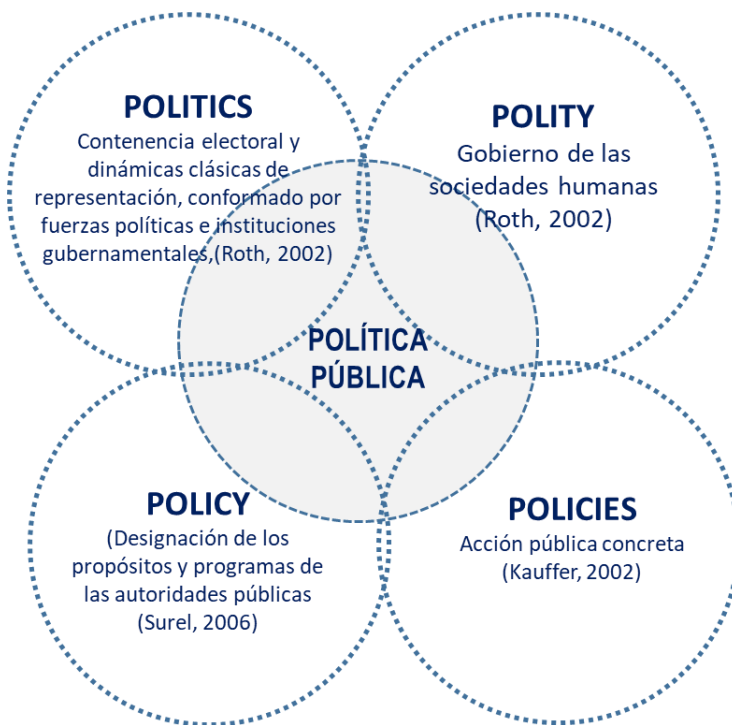 POLITICS
Contenencia electoral y
dinámicas clásicas de
representación, conformado por
fuerzas políticas e instituciones
gubernamentales,(Roth, 2002)
POLITY
Gobierno de las
sociedades humanas
(Roth, 2002)
POLÍTICA
PÚBLICA
POLICY
(Designación de los
propósitos y programas de
las autoridades públicas
(Surel, 2006)
POLICIES
Acción pública concreta
(Kauffer, 2002)